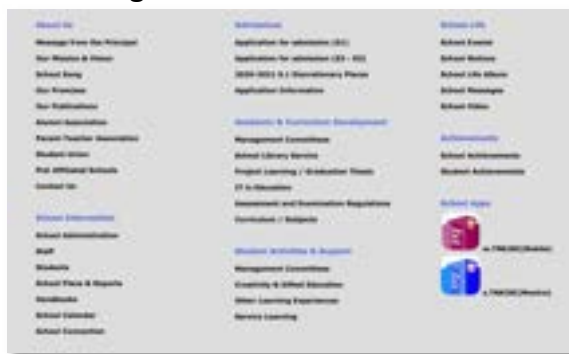 About Us
Message from the Principal
Our Mission & Vision
School Song
Our Premises
Our Publications
Alumni Association
Parent Teacher Association
Student Union
Contact Us
School Information
School Administration
Staff
Students
School Plans & Reports
Handbooks
School Calendar
School Connection
Admissions
Application for admission (S1)
Application for admission (S2 - S5)
2020-2021 S.1 Discretionary Places
Application Information
Academic & Curriculum Development
Management Committees
School Library Service
Project Learning / Graduation Thesis
IT in Education
Assessment and Examination Regulations
Curriculum / Subjects
Student Activities & Support
Management Committees
Creativity & Gifted Education
Other Learning Experiences
Service Learning
School Life
School Events
School Notices
School Life Album
School Messages
School Video
Achievements
School Achievements
Student Achievements
School Apps